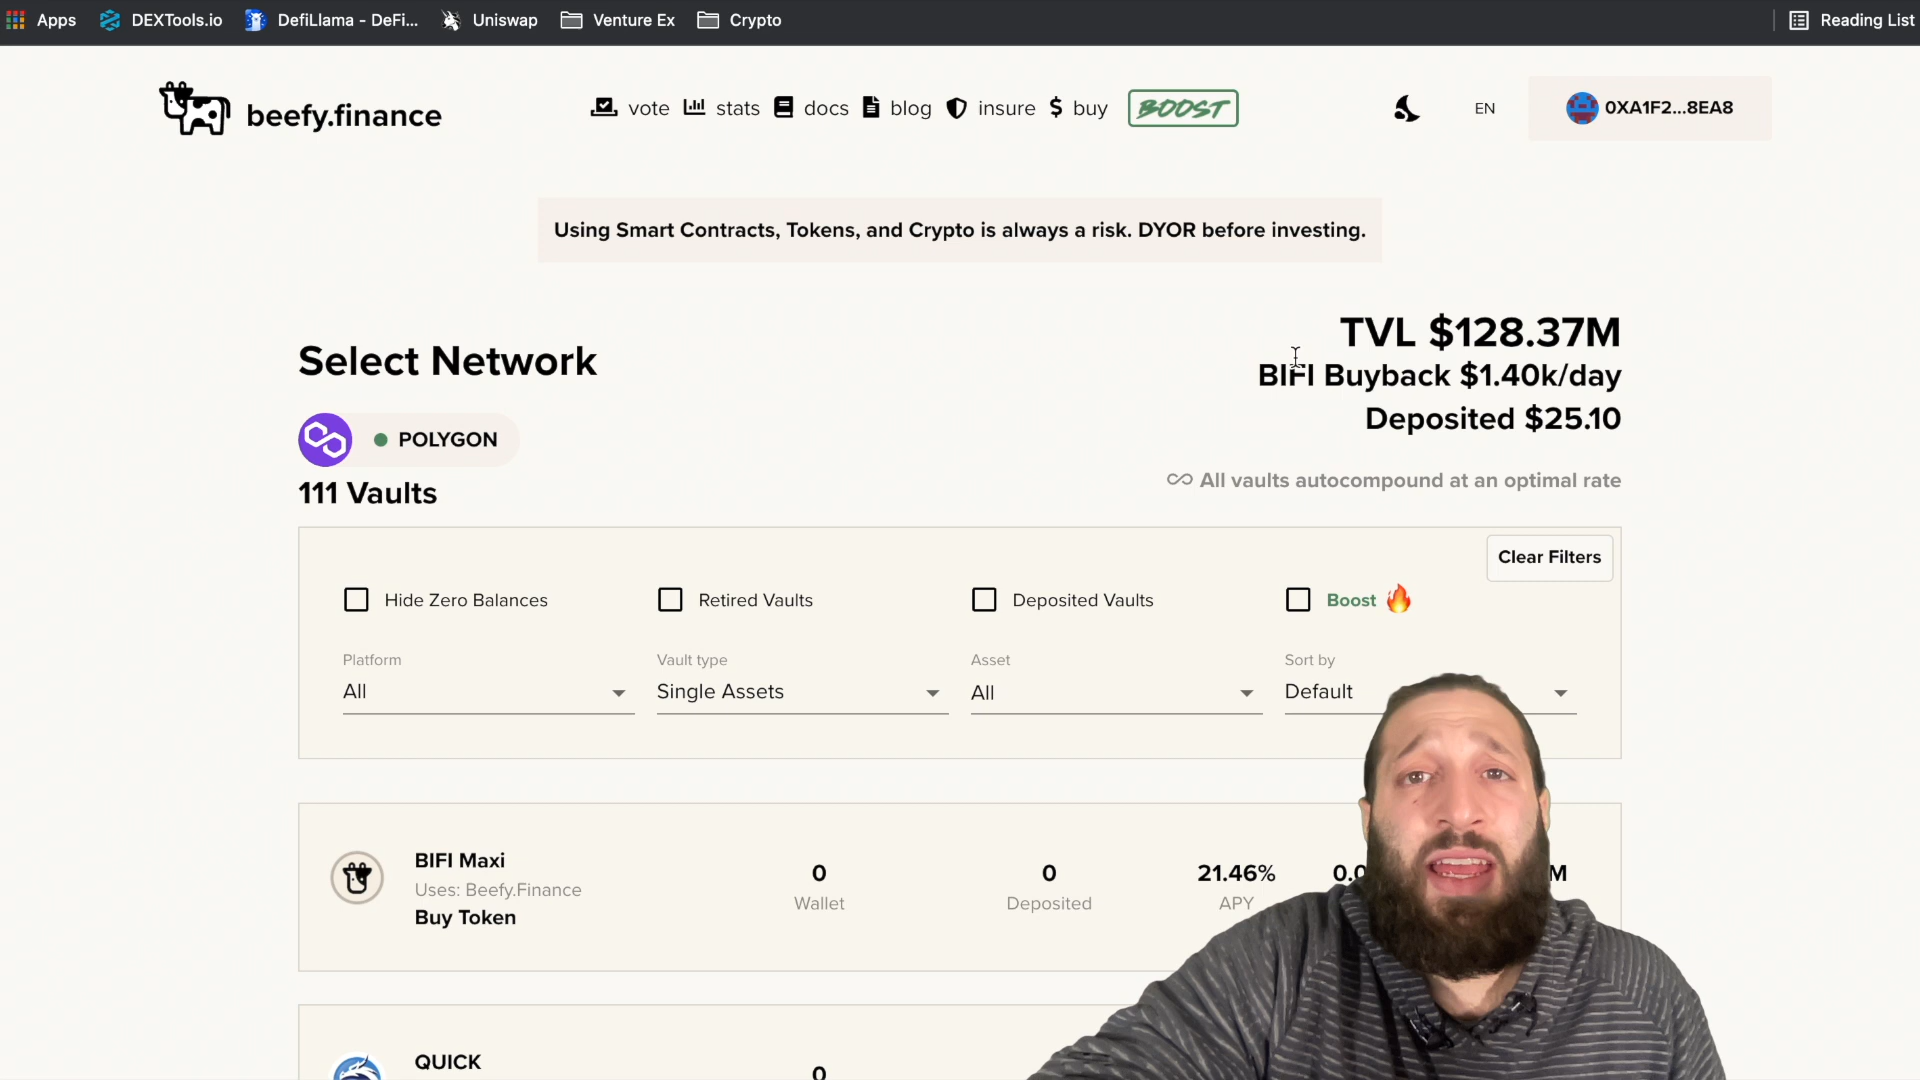 Apps DEXTools.io DefiLlama - DeFi... Uniswap Venture Ex Crypto Reading List
beefy.finance vote stats docs blog insure $ buy BOOST EN 0XA1F2...8EA8
Using Smart Contracts, Tokens, and Crypto is always a risk. DYOR before investing.
Select Network
TVL $128.37M
BIFI Buyback $1.40k/day
Deposited $25.10
POLYGON
111 Vaults
All vaults autocompound at an optimal rate
Clear Filters
Hide Zero Balances Retired Vaults Deposited Vaults Boost
Platform Vault type Asset Sort by
All Single Assets All Default
BIFI Maxi
Uses: Beefy.Finance
Buy Token
0 0 21.46%
Wallet Deposited APY
QUICK
0